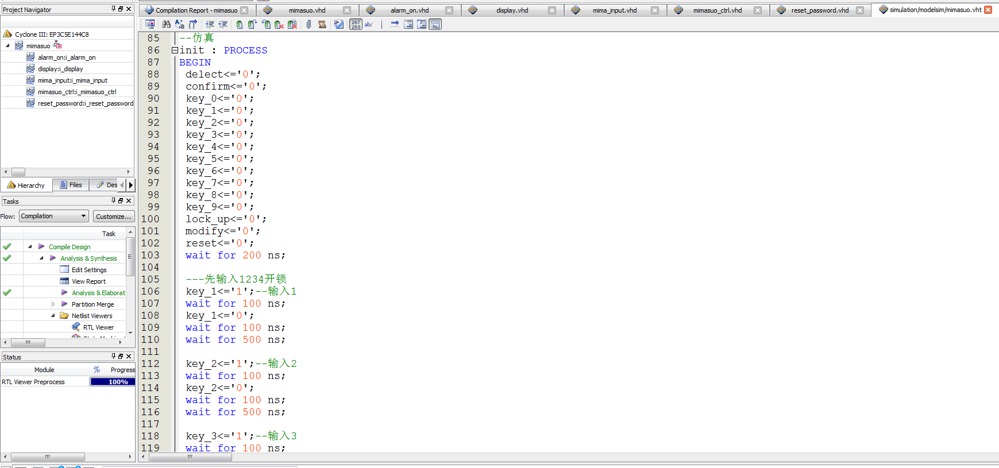 Project Navigator
Cyclone III: EP3C5E144C8
mimasuo
alarm_on:i_alarm_on
display:i_display
mima_input:i_mima_input
mimasuo_ctrl:i_mimasuo_ctrl
reset_password:i_reset_password
Hierarchy Files Des
Tasks
Flow: Compilation Customize...
Task
Compile Design
Analysis & Synthesis
Edit Settings
View Report
Analysis & Elaborat
Partition Merge
Netlist Viewers
RTL Viewer
Status
Module % Progress
RTL Viewer Preprocess 100%
Compilation Report - mimasuo mimasuo.vhd alarm_on.vhd display.vhd mima_input.vhd mimasuo_ctrl.vhd reset_password.vhd simulation/modelsim/mimasuo.vht
267
268 ab/
85 --仿真
86 init : PROCESS
87 BEGIN
88 delect<='0';
89 confirm<='0';
90 key_0<='0';
91 key_1<='0';
92 key_2<='0';
93 key_3<='0';
94 key_4<='0';
95 key_5<='0';
96 key_6<='0';
97 key_7<='0';
98 key_8<='0';
99 key_9<='0';
100 lock_up<='0';
101 modify<='0';
102 reset<='0';
103 wait for 200 ns;
104
105 ---先输入1234开锁
106 key_1<='1';--输入1
107 wait for 100 ns;
108 key_1<='0';
109 wait for 100 ns;
110 wait for 500 ns;
111
112 key_2<='1';--输入2
113 wait for 100 ns;
114 key_2<='0';
115 wait for 100 ns;
116 wait for 500 ns;
117
118 key_3<='1';--输入3
119 wait for 100 ns;